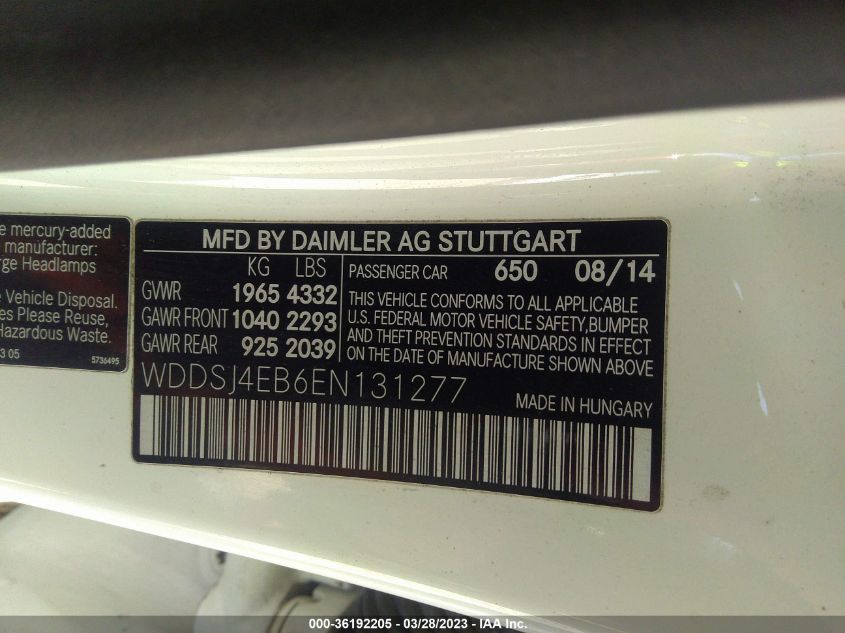 e mercury-added
manufacturer:
rge Headlamps
e Vehicle Disposal.
es Please Reuse,
Hazardous Waste.
3 05
5736495
MFD BY DAIMLER AG STUTTGART
KG LBS
GVWR 1965 4332
GAWR FRONT 1040 2293
GAWR REAR 925 2039
PASSENGER CAR 650 08/14
THIS VEHICLE CONFORMS TO ALL APPLICABLE
U.S. FEDERAL MOTOR VEHICLE SAFETY,BUMPER
AND THEFT PREVENTION STANDARDS IN EFFECT
ON THE DATE OF MANUFACTURE SHOWN ABOVE
WDDSJ4EB6EN131277
MADE IN HUNGARY
000-36192205 - 03/28/2023 - IAA Inc.